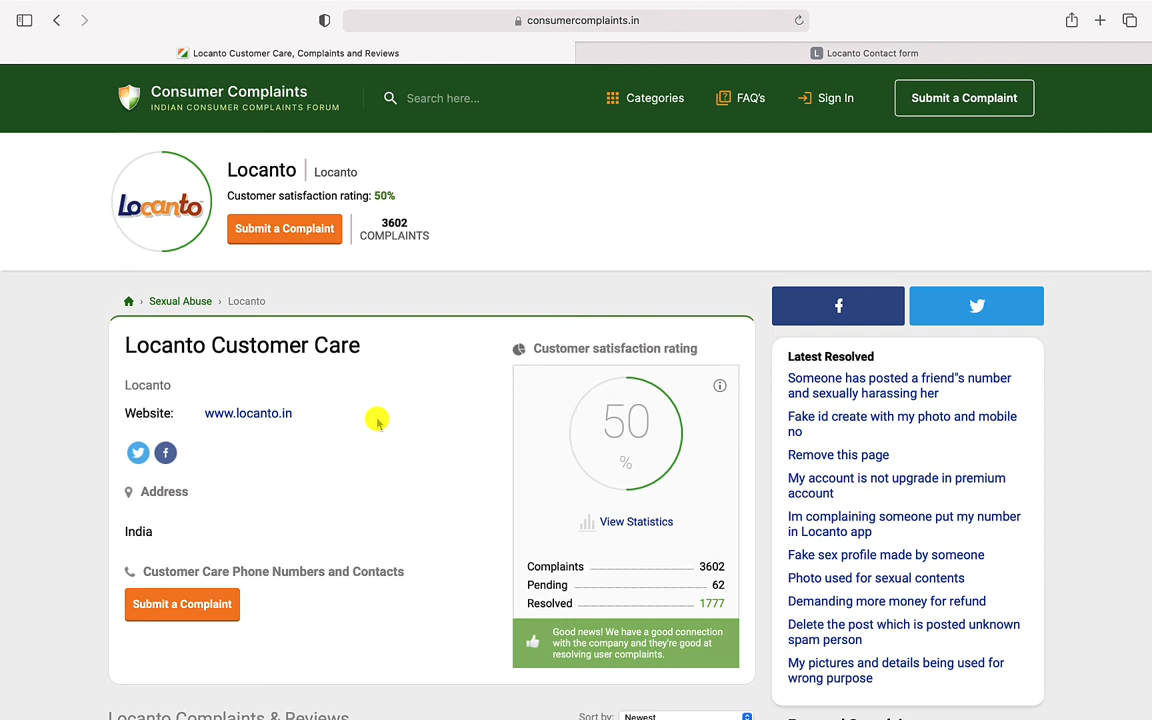 consumercomplaints.in
Locanto Customer Care, Complaints and Reviews
L Locanto Contact form
Consumer Complaints
INDIAN CONSUMER COMPLAINTS FORUM
Search here...
Categories
FAQ's
Sign In
Submit a Complaint
Locanto
Locanto | Locanto
Customer satisfaction rating: 50%
Submit a Complaint
3602
COMPLAINTS
› Sexual Abuse › Locanto
Locanto Customer Care
Locanto
Website: www.locanto.in
Address
India
Customer Care Phone Numbers and Contacts
Submit a Complaint
Customer satisfaction rating
50
%
View Statistics
Complaints 3602
Pending 62
Resolved 1777
Good news! We have a good connection
with the company and they're good at
resolving user complaints.
Latest Resolved
Someone has posted a friend"s number
and sexually harassing her
Fake id create with my photo and mobile
no
Remove this page
My account is not upgrade in premium
account
Im complaining someone put my number
in Locanto app
Fake sex profile made by someone
Photo used for sexual contents
Demanding more money for refund
Delete the post which is posted unknown
spam person
My pictures and details being used for
wrong purpose
Locanto Complaints & Reviews
Sort by: Newest